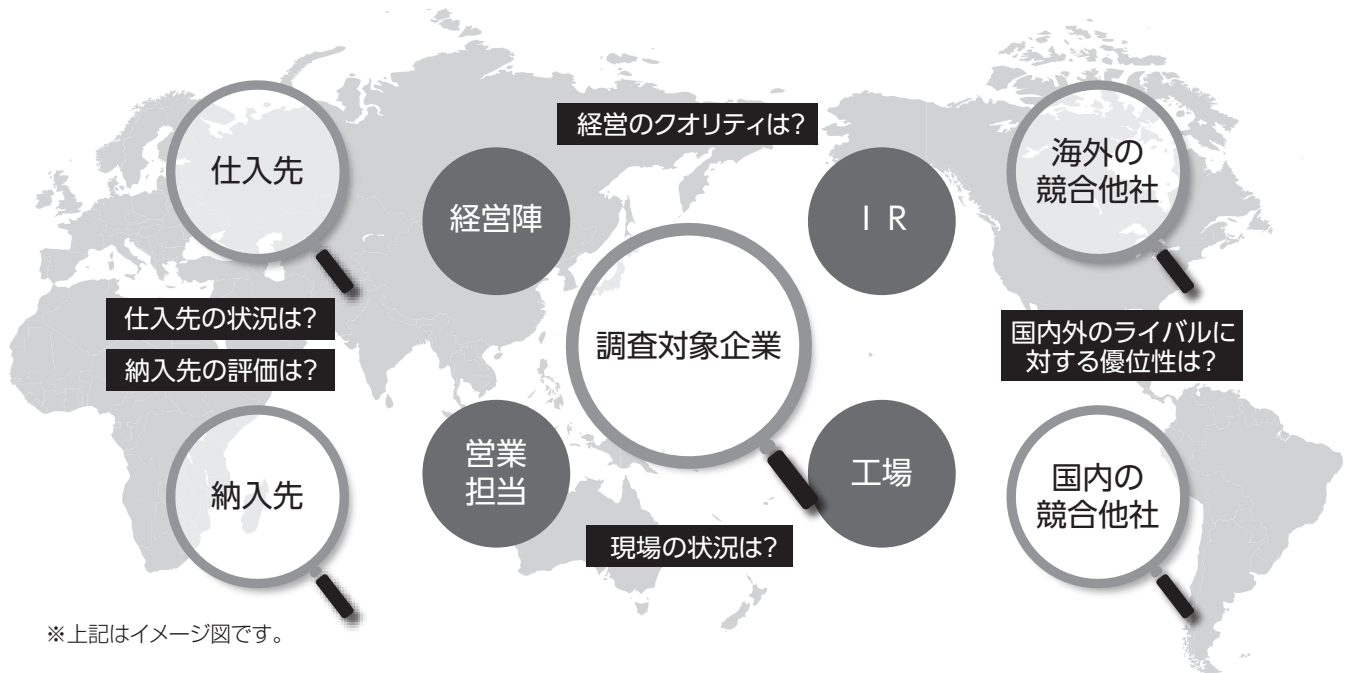 経営のクオリティは?
仕入先
経営陣
I R
海外の
競合他社
調査対象企業
仕入先の状況は?
納入先の評価は?
国内外のライバルに
対する優位性は?
納入先
営業
担当
工場
国内の
競合他社
現場の状況は?
※上記はイメージ図です。